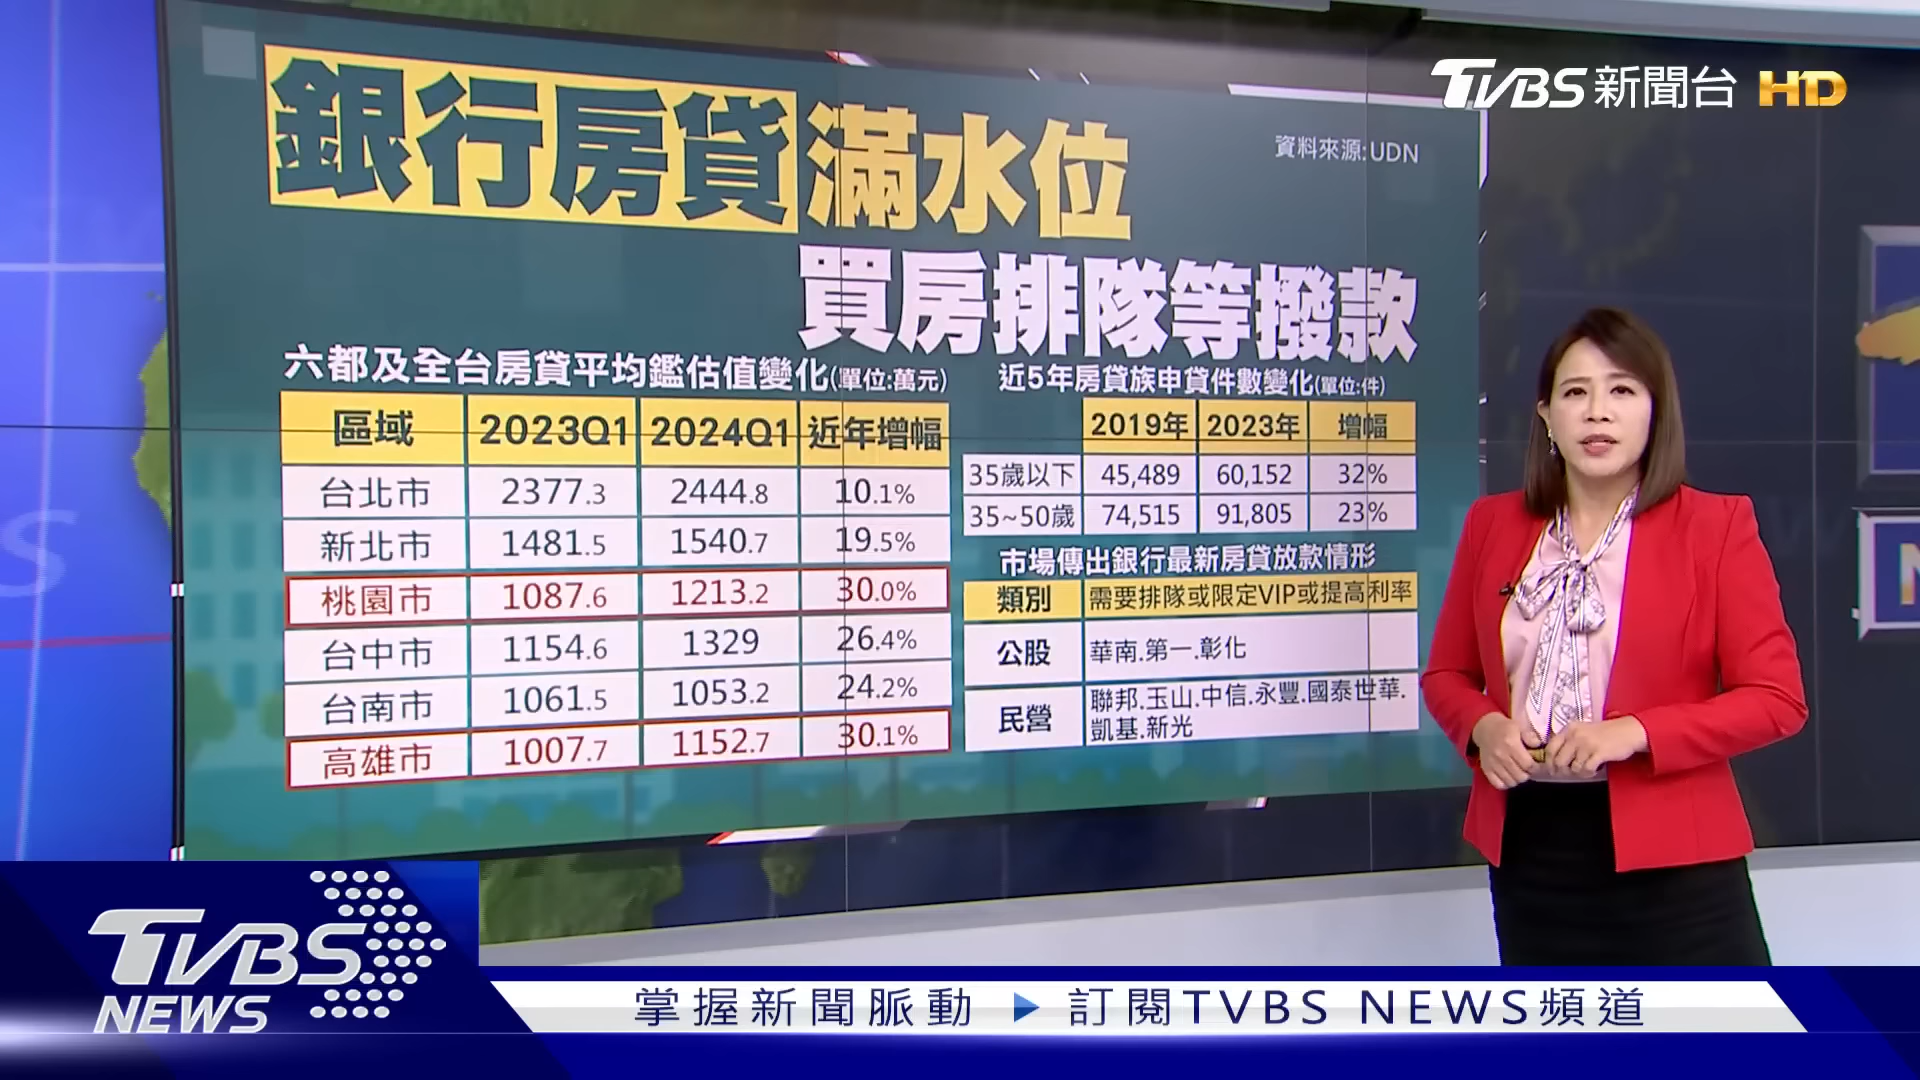 TVBS新聞台 HD
銀行房貸滿水位
資料來源:UDN
買房排隊等撥款
六都及全台房貸平均鑑估值變化(單位:萬元)
區域 2023Q1 2024Q1 近年增幅
台北市 2377.3 2444.8 10.1%
新北市 1481.5 1540.7 19.5%
桃園市 1087.6 1213.2 30.0%
台中市 1154.6 1329 26.4%
台南市 1061.5 1053.2 24.2%
高雄市 1007.7 1152.7 30.1%
近5年房貸族申貸件數變化(單位:件)
2019年 2023年 增幅
35歲以下 45,489 60,152 32%
35~50歲 74,515 91,805 23%
市場傳出銀行最新房貸放款情形
類別 需要排隊或限定VIP或提高利率
公股 華南.第一.彰化
民營 聯邦.玉山.中信.永豐.國泰世華.
凱基.新光
TVBS
NEWS
掌握新聞脈動 ▶ 訂閱TVBS NEWS頻道